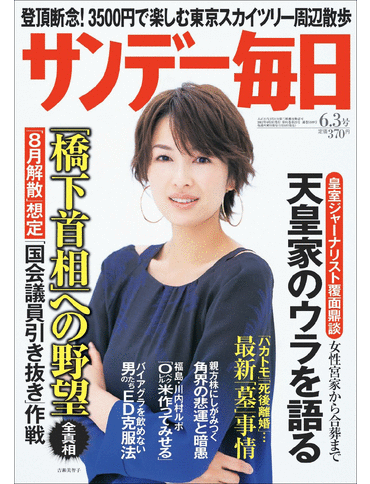 登頂断念!3500円で楽しむ東京スカイツリー周辺散歩
サンデー毎日
6.3号
定価370円
皇室ジャーナリスト覆面鼎談
女性宮家から合葬まで
天皇家のウラを語る
「ハカトモ」「死後離婚」…
最新「墓」事情
親方株にしがみつく
角界の悲運と暗愚
福島・川内村ルポ
「0ベクレル米作ってみせる」
バイアグラを飲めない
男たちのED克服法
「橋下首相」への野望
全真相
「8月解散」想定
「国会議員引き抜き」作戦
吉瀬美智子